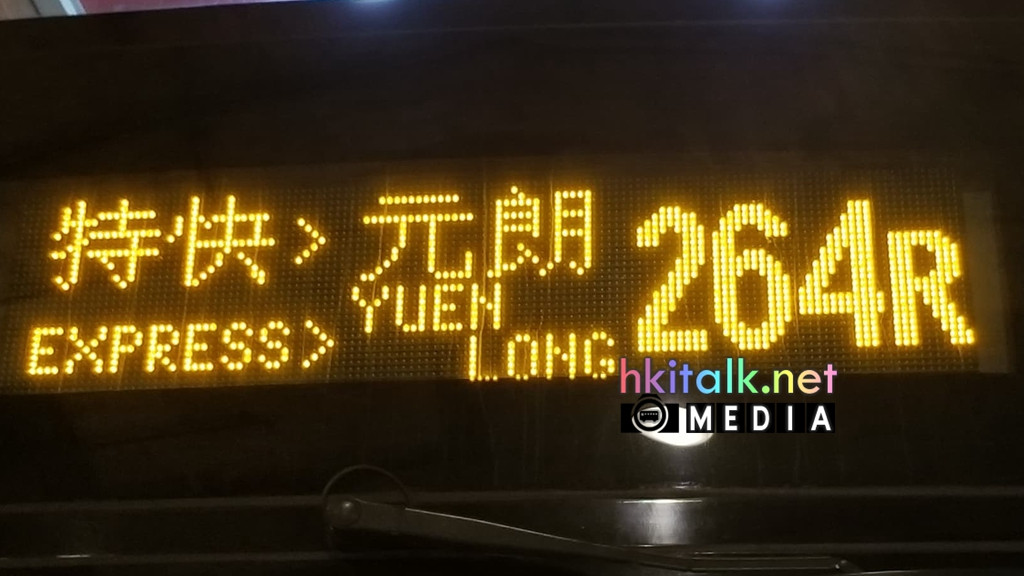 特快> 元朗 264R
EXPRESS> YUEN
LONG
hkitalk.net
MEDIA